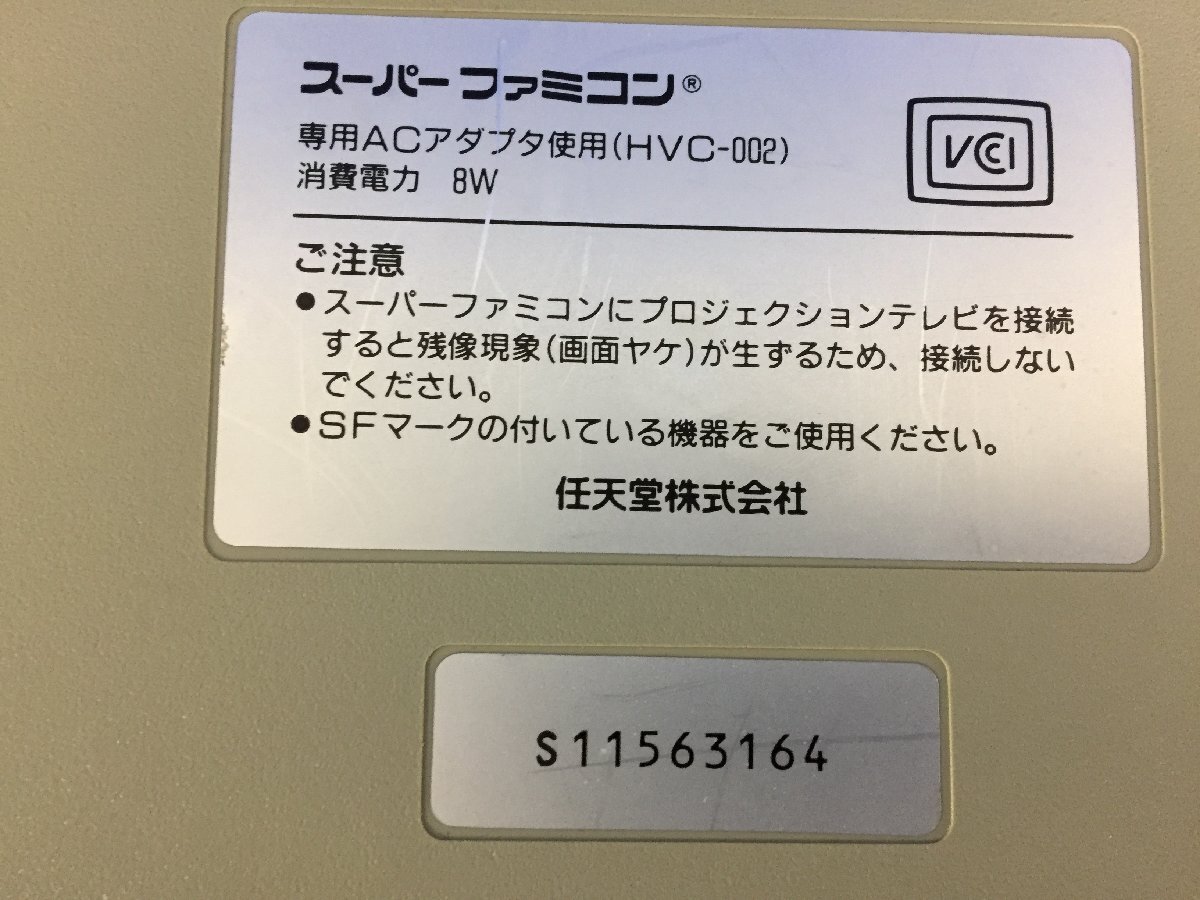 スーパーファミコン®
専用ACアダプタ使用(HVC-002)
消費電力 8W
VCCI
ご注意
●スーパーファミコンにプロジェクションテレビを接続
すると残像現象(画面ヤケ)が生ずるため、接続しない
でください。
●SFマークの付いている機器をご使用ください。
任天堂株式会社
S11563164